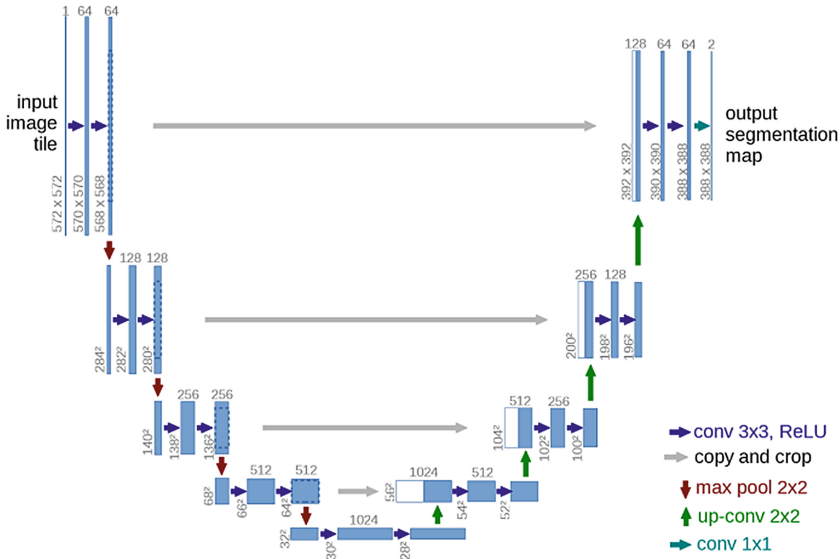 1 64 64
input
image
tile
572 x 572
570 x 570
568 x 568
128 64 64 2
output
segmentation
map
392 x 392
390 x 390
388 x 388
388 x 388
128 128
284²
282²
280²
256 128
200²
198²
196²
256 256
140²
138²
136²
512 256
104²
102²
100²
512 512
68²
66²
64²
1024 512
56²
54²
52²
1024
32²
30²
28²
conv 3x3, ReLU
copy and crop
max pool 2x2
up-conv 2x2
conv 1x1